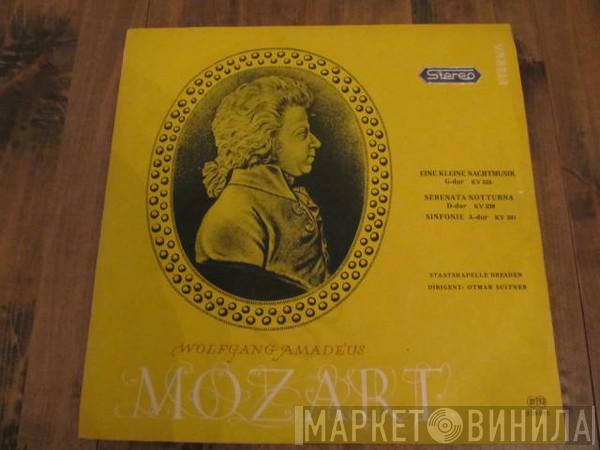 Stereo
ETERNA
EINE KLEINE NACHTMUSIK
G-dur KV 525
SERENATA NOTTURNA
D-dur KV 239
SINFONIE A-dur KV 201
STAATSKAPELLE DRESDEN
DIRIGENT: OTMAR SUITNER
WOLFGANG AMADEUS
MOZART
МАРКЕТ ВИНИЛА